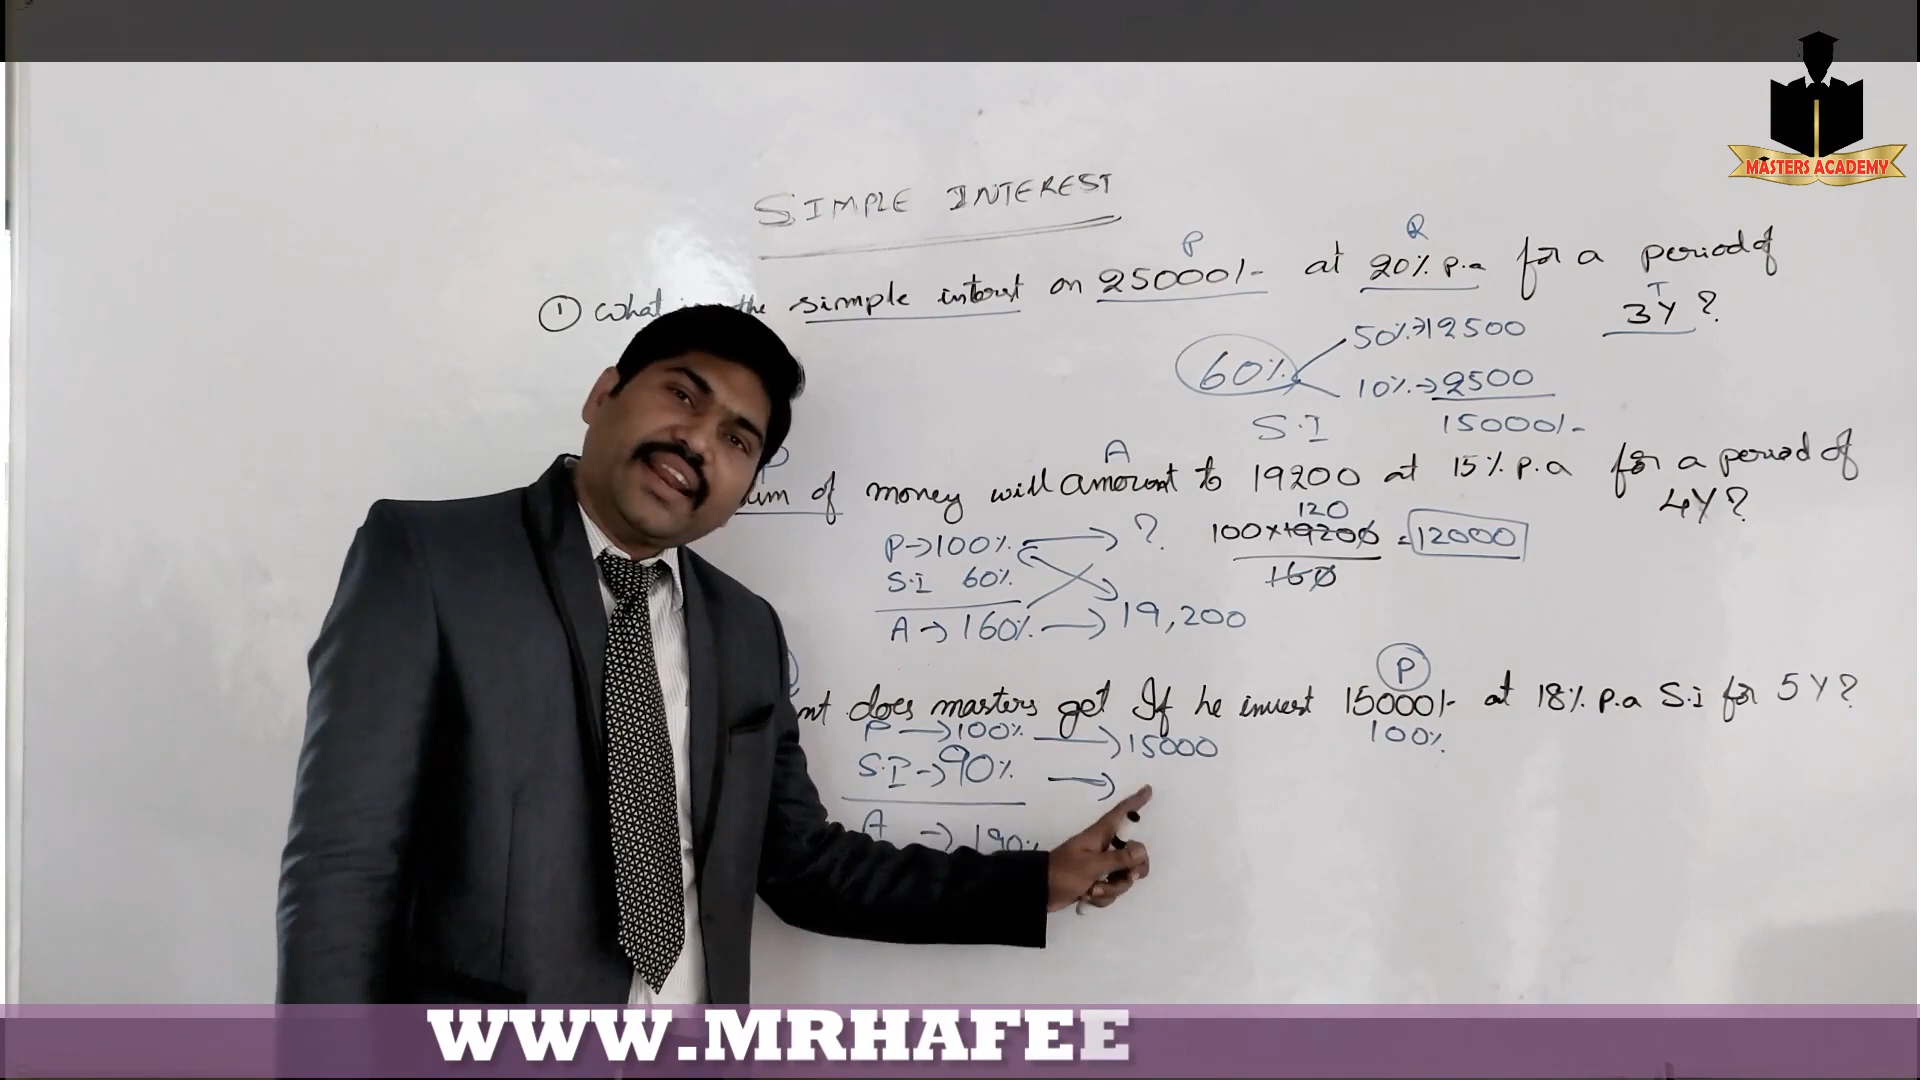 MASTERS ACADEMY
SIMPLE INTEREST
P R
① What is the simple interest on 25000/- at 20% p.a for a period of
T
3Y ?
60% 50%→12500
10%→2500
S.I 15000/-
A
sum of money will amount to 19200 at 15% p.a for a period of
4Y?
120
P→100% → ? 100×19200 = 12000
S.I 60% 160
A → 160% → 19,200
P
does masters get If he invest 15000/- at 18% p.a S.i for 5Y?
P → 100% → 15000 100%
S.I → 90% →
A → 190%
WWW.MRHAFEE